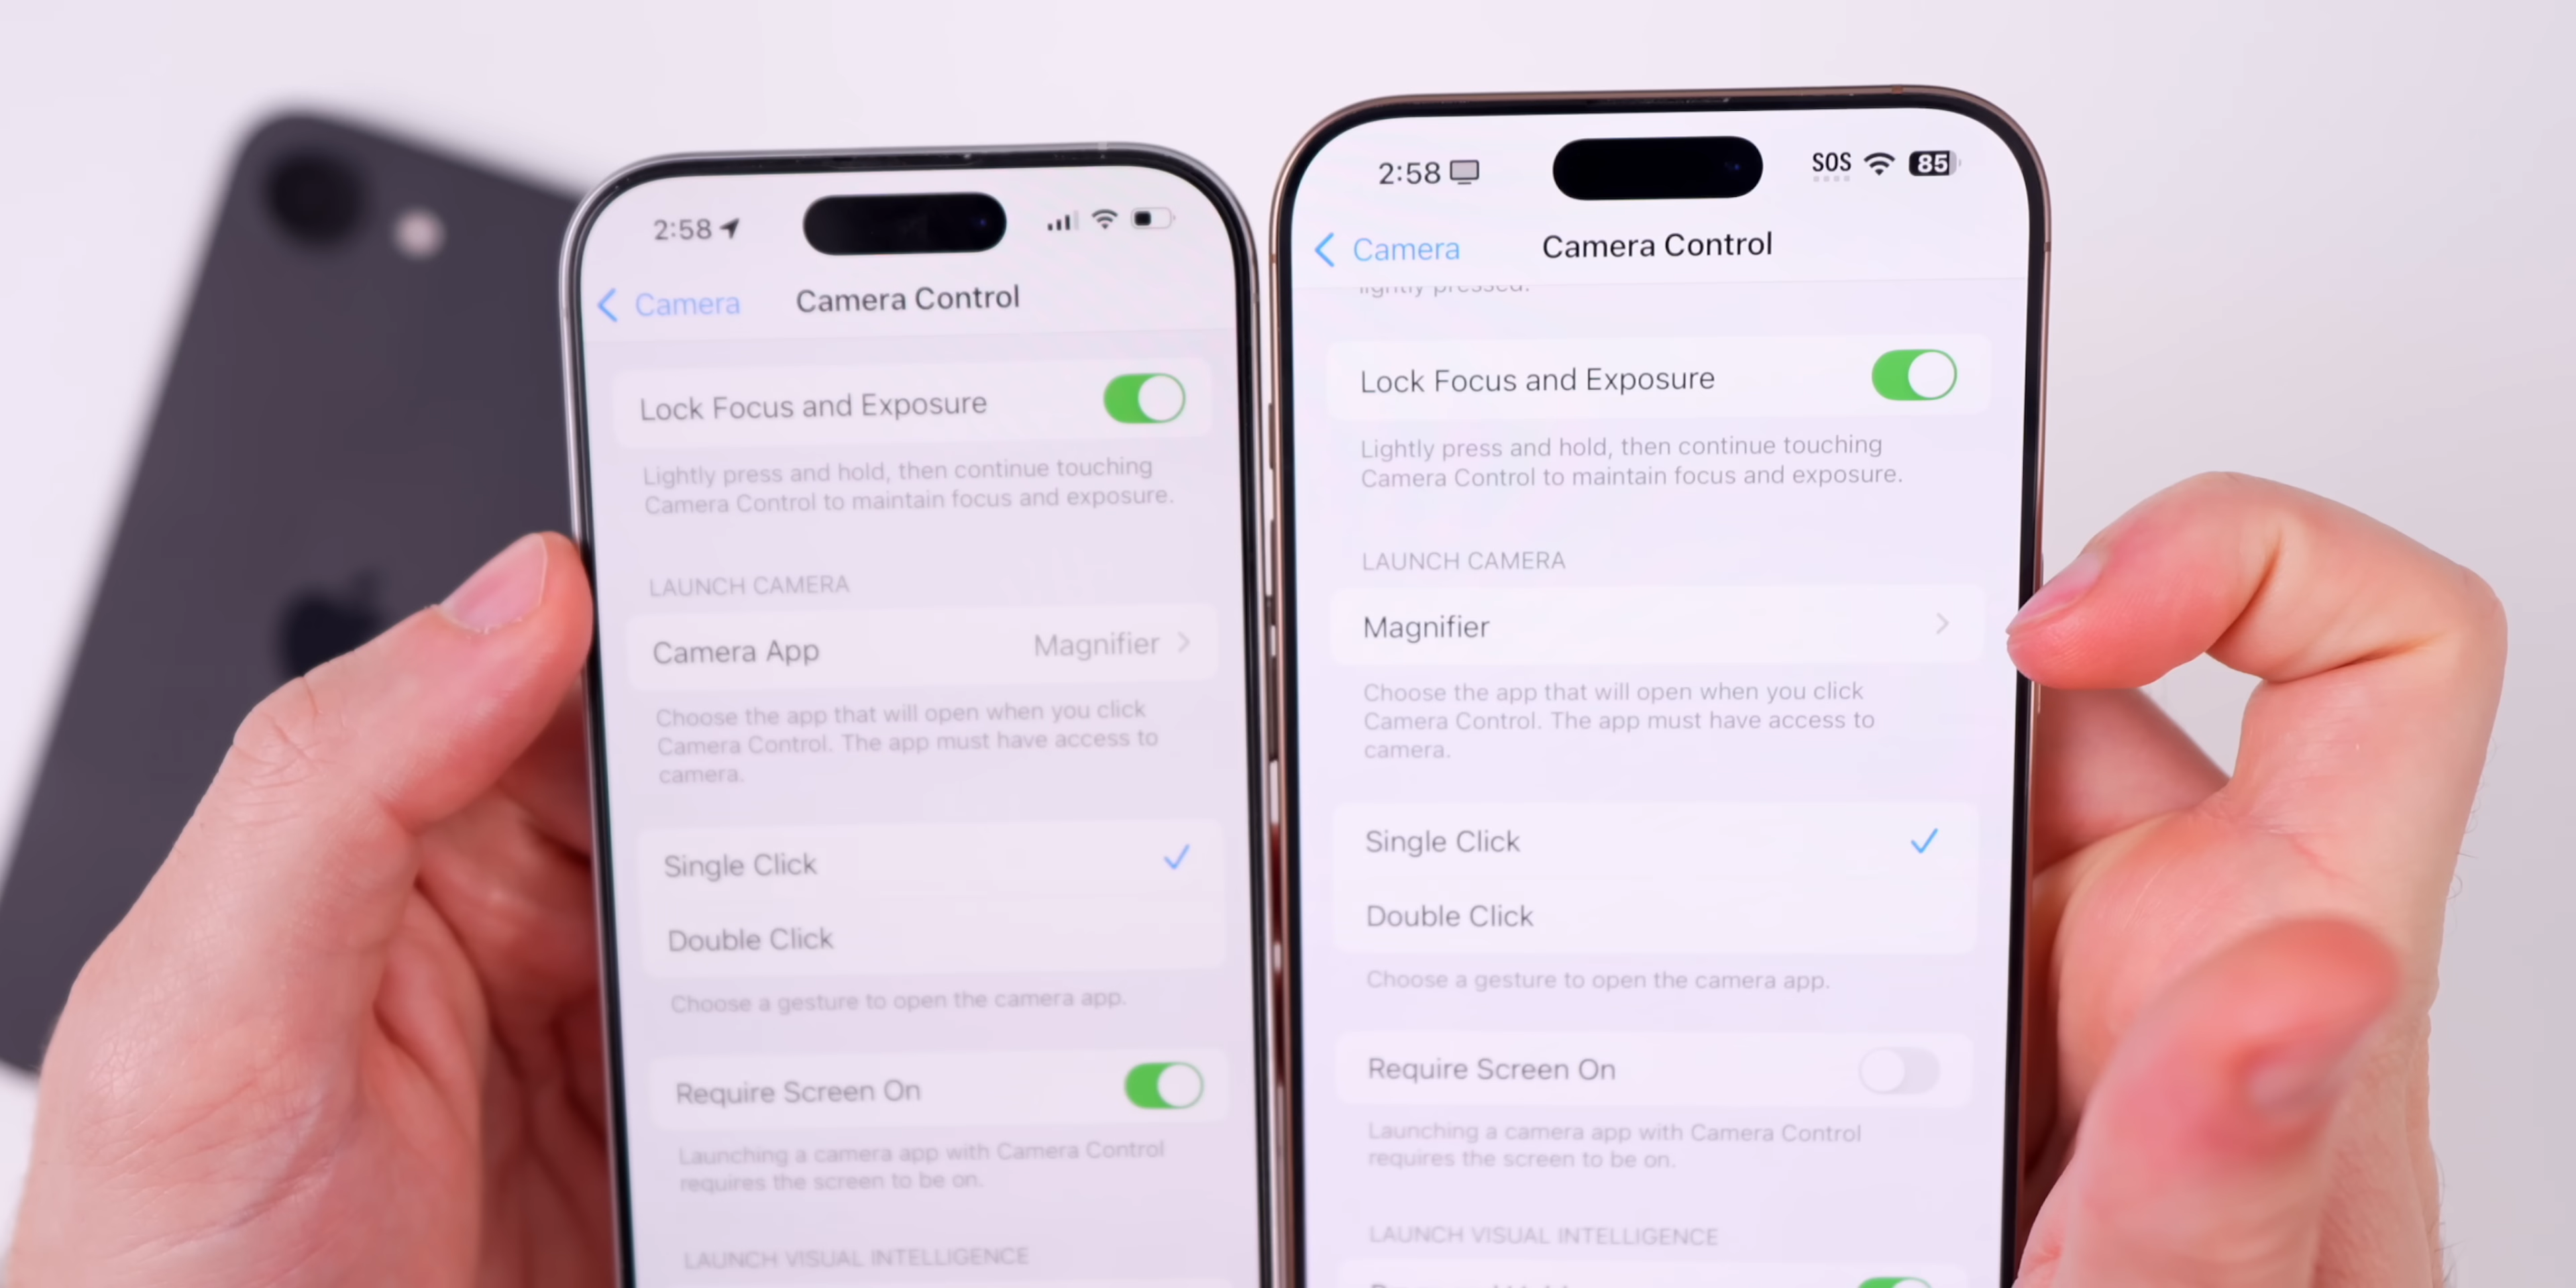 2:58
Camera
Camera Control
Lock Focus and Exposure
Lightly press and hold, then continue touching
Camera Control to maintain focus and exposure.
LAUNCH CAMERA
Camera App
Magnifier
Choose the app that will open when you click
Camera Control. The app must have access to
camera.
Single Click
Double Click
Choose a gesture to open the camera app.
Require Screen On
Launching a camera app with Camera Control
requires the screen to be on.
LAUNCH VISUAL INTELLIGENCE
2:58
SOS
85
Camera
Camera Control
lightly pressed.
Lock Focus and Exposure
Lightly press and hold, then continue touching
Camera Control to maintain focus and exposure.
LAUNCH CAMERA
Magnifier
Choose the app that will open when you click
Camera Control. The app must have access to
camera.
Single Click
Double Click
Choose a gesture to open the camera app.
Require Screen On
Launching a camera app with Camera Control
requires the screen to be on.
LAUNCH VISUAL INTELLIGENCE